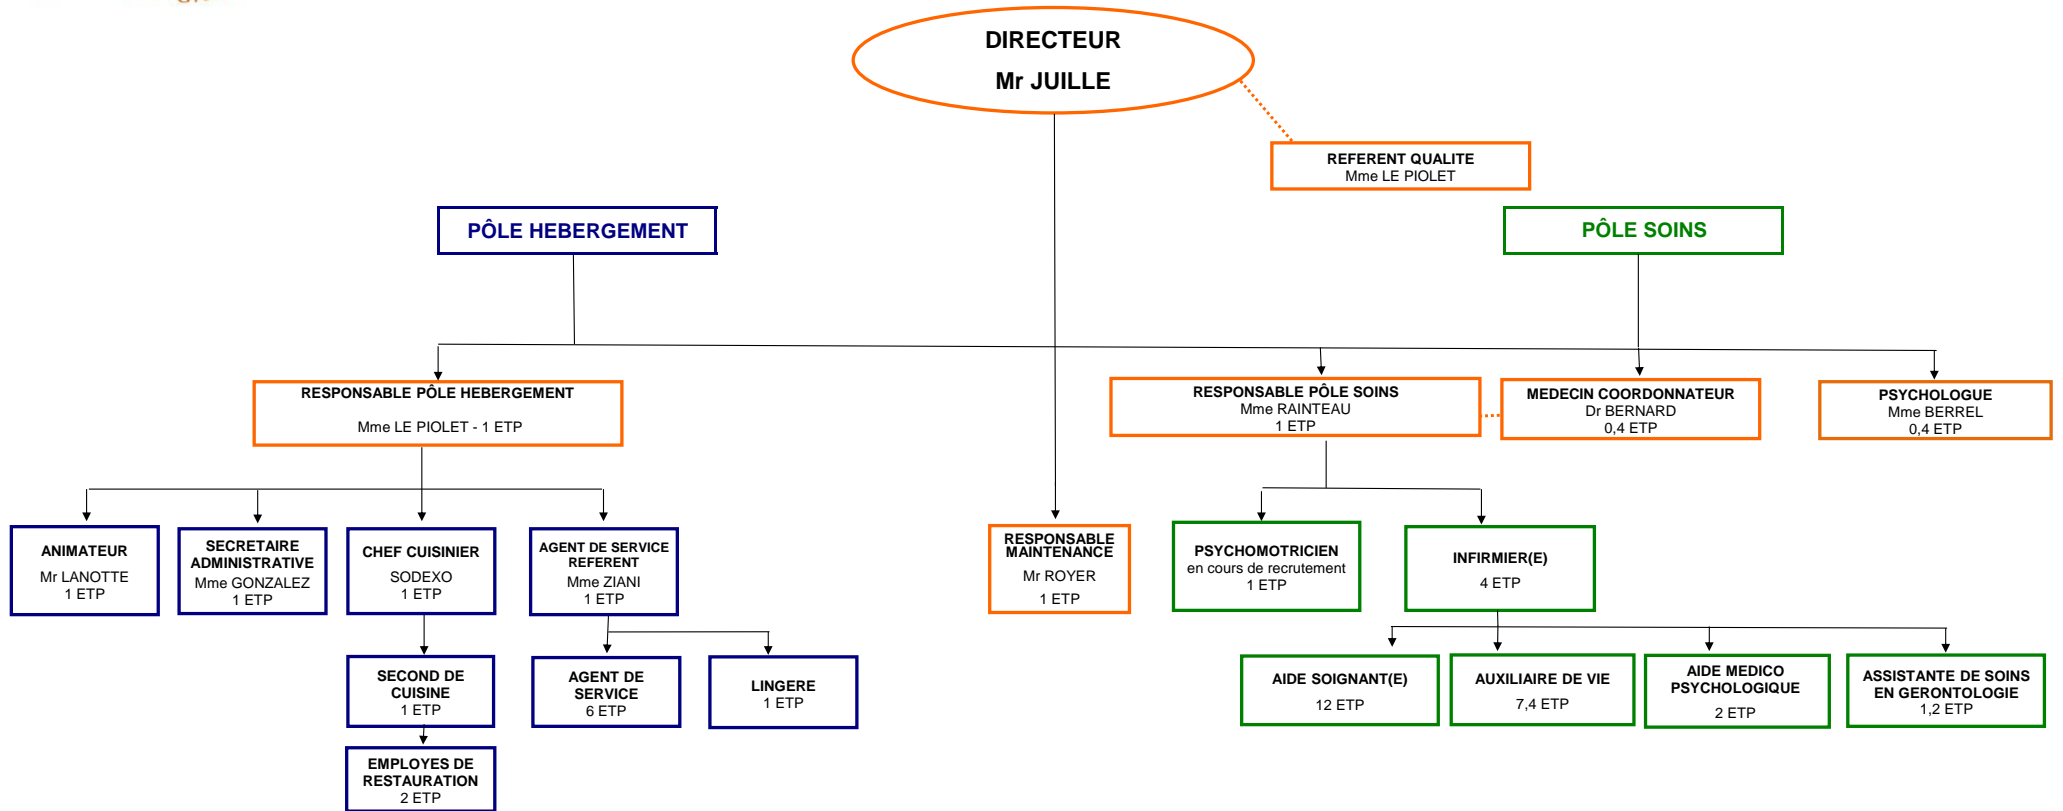 DIRECTEUR
Mr JUILLE
REFERENT QUALITE
Mme LE PIOLET
PÔLE HEBERGEMENT
PÔLE SOINS
RESPONSABLE PÔLE HEBERGEMENT
Mme LE PIOLET - 1 ETP
RESPONSABLE PÔLE SOINS
Mme RAINTEAU
1 ETP
MEDECIN COORDONNATEUR
Dr BERNARD
0,4 ETP
PSYCHOLOGUE
Mme BERREL
0,4 ETP
ANIMATEUR
Mr LANOTTE
1 ETP
SECRETAIRE
ADMINISTRATIVE
Mme GONZALEZ
1 ETP
CHEF CUISINIER
SODEXO
1 ETP
AGENT DE SERVICE
REFERENT
Mme ZIANI
1 ETP
RESPONSABLE
MAINTENANCE
Mr ROYER
1 ETP
PSYCHOMOTRICIEN
en cours de recrutement
1 ETP
INFIRMIER(E)
4 ETP
SECOND DE
CUISINE
1 ETP
AGENT DE
SERVICE
6 ETP
LINGERE
1 ETP
AIDE SOIGNANT(E)
12 ETP
AUXILIAIRE DE VIE
7,4 ETP
AIDE MEDICO
PSYCHOLOGIQUE
2 ETP
ASSISTANTE DE SOINS
EN GERONTOLOGIE
1,2 ETP
EMPLOYES DE
RESTAURATION
2 ETP